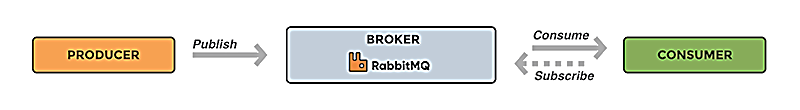 PRODUCER
Publish
BROKER
RabbitMQ
Consume
Subscribe
CONSUMER